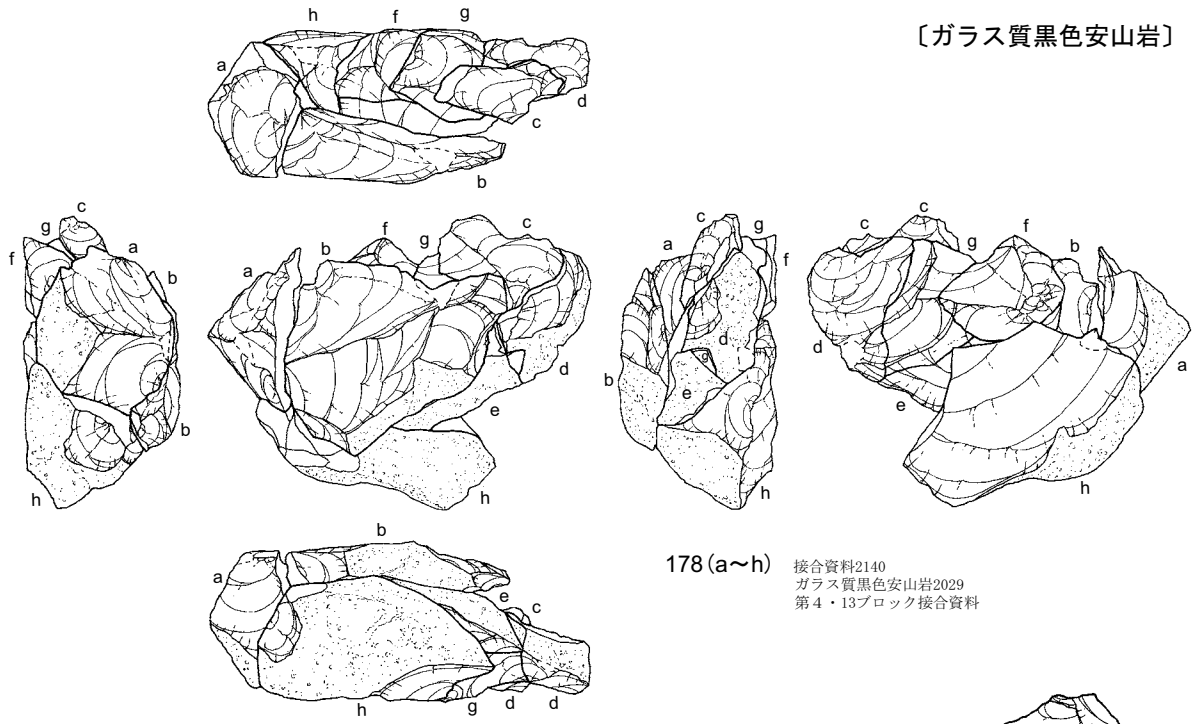 〔ガラス質黒色安山岩〕
h f g
a
d
c
b
c
g
a
f
b
b
h
f
c
b
g
a
d
e
h
c
g
a
f
d
g
b
e
h
c
c
f
g
b
d
a
e
h
b
a
e
c
h g d d
178(a～h)
接合資料2140
ガラス質黒色安山岩2029
第4・13ブロック接合資料